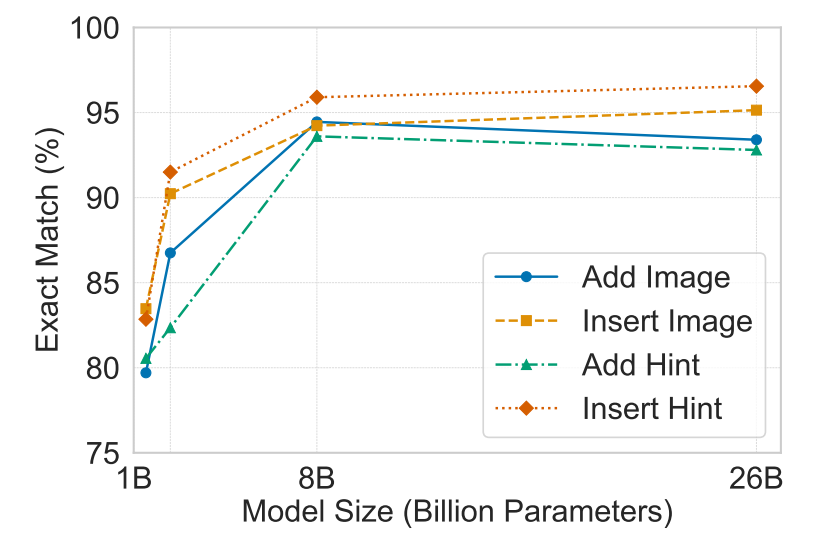 100
95
90
85
80
75
Exact Match (%)
1B
8B
26B
Model Size (Billion Parameters)
Add Image
Insert Image
Add Hint
Insert Hint